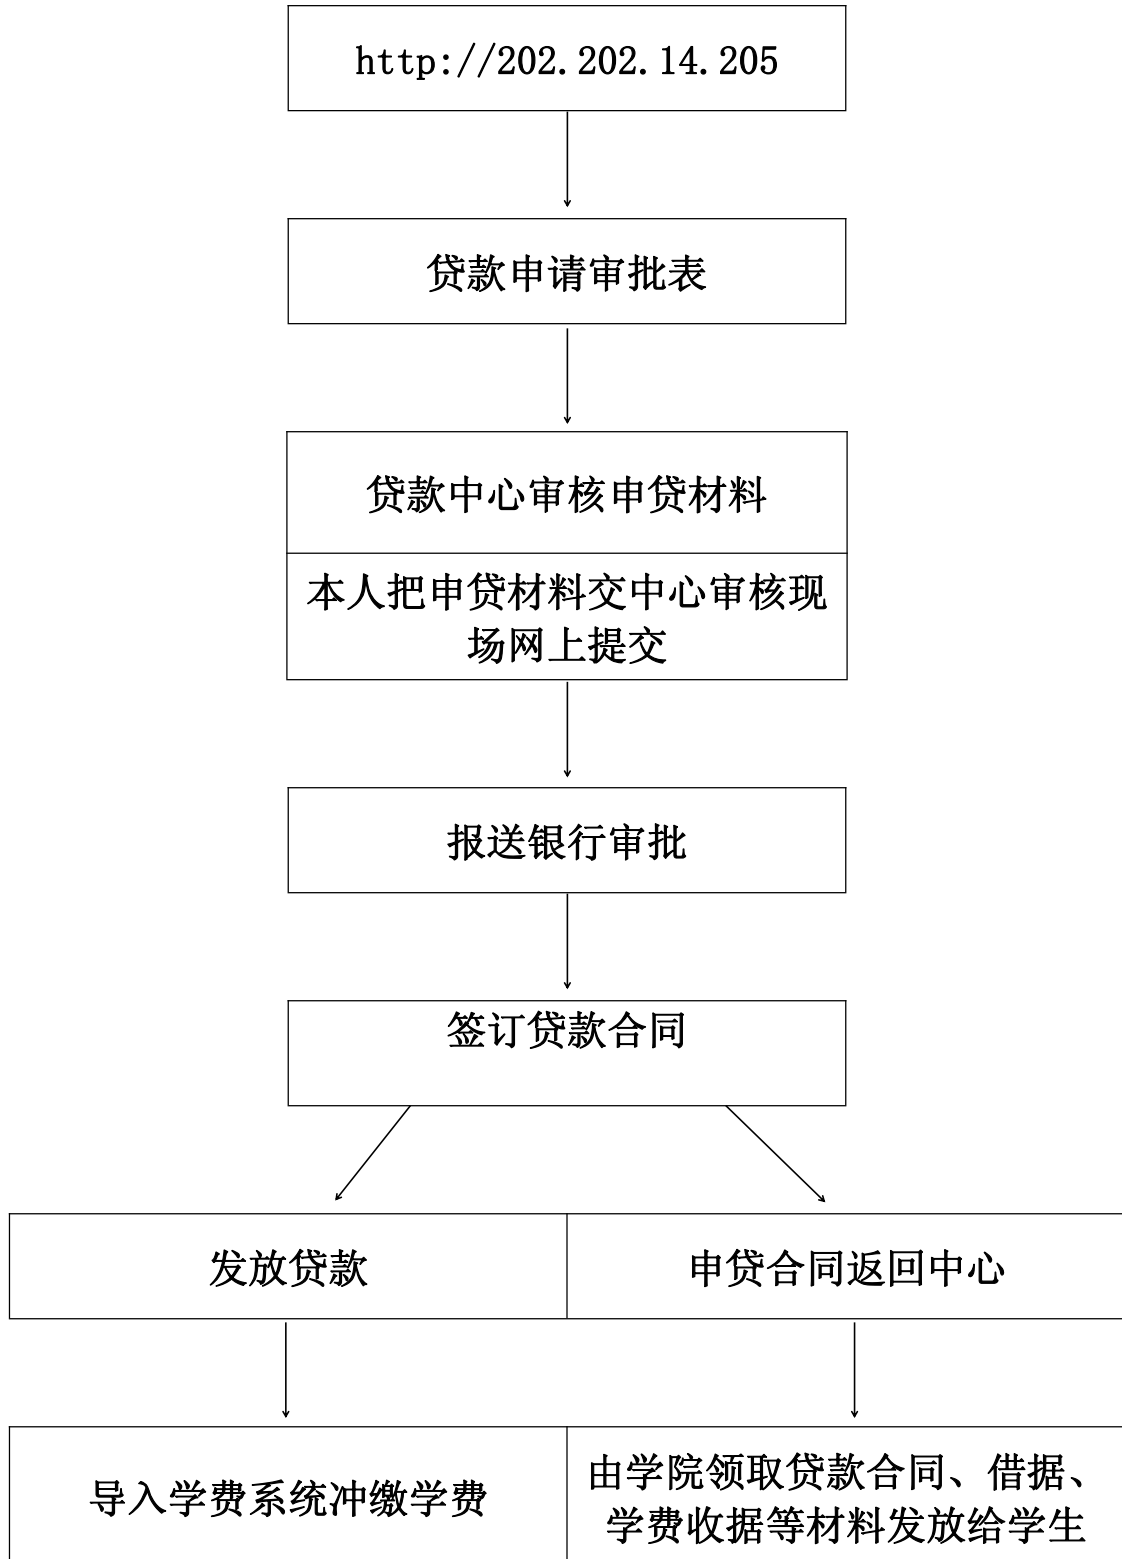 http://202.202.14.205
贷款申请审批表
贷款中心审核申贷材料
本人把申贷材料交中心审核现
场网上提交
报送银行审批
签订贷款合同
发放贷款
申贷合同返回中心
导入学费系统冲缴学费
由学院领取贷款合同、借据、
学费收据等材料发放给学生